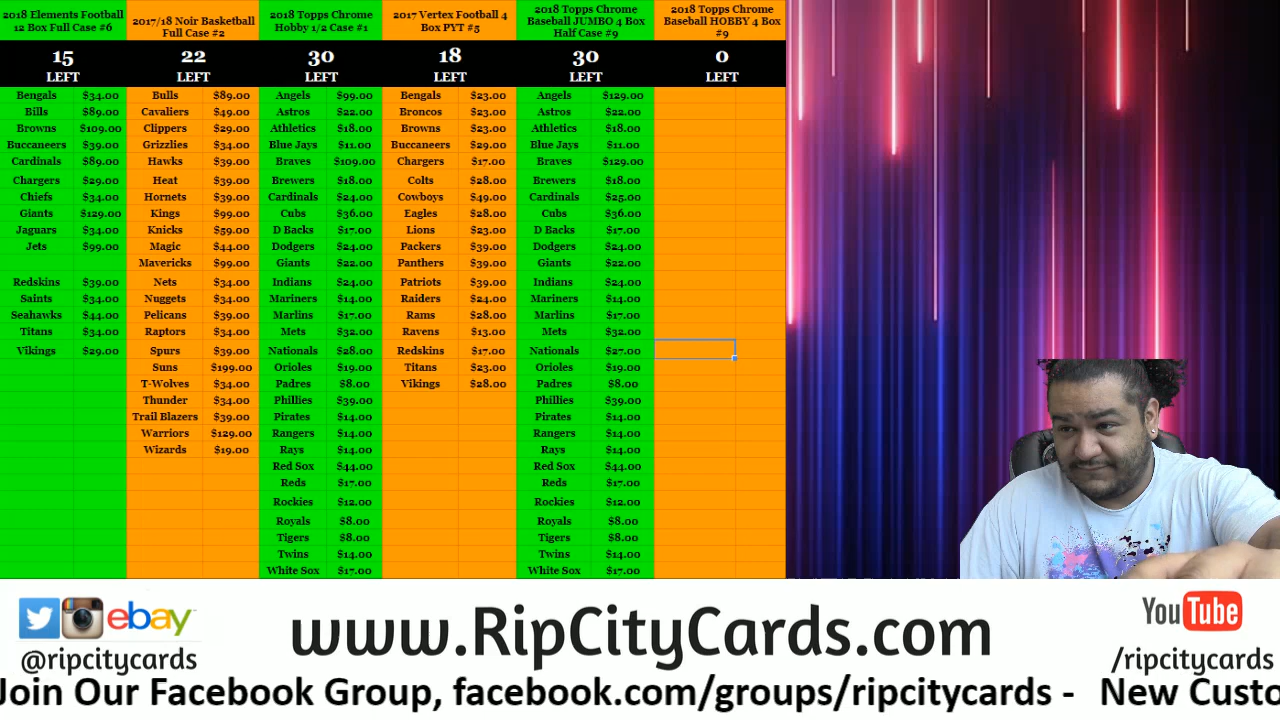 2018 Elements Football
12 Box Full Case #6
15
LEFT
Bengals $34.00
Bills $89.00
Browns $109.00
Buccaneers $39.00
Cardinals $89.00
Chargers $29.00
Chiefs $34.00
Giants $129.00
Jaguars $34.00
Jets $99.00
Redskins $39.00
Saints $34.00
Seahawks $44.00
Titans $34.00
Vikings $29.00
2017/18 Noir Basketball
Full Case #2
22
LEFT
Bulls $89.00
Cavaliers $49.00
Clippers $29.00
Grizzlies $34.00
Hawks $39.00
Heat $39.00
Hornets $39.00
Kings $99.00
Knicks $59.00
Magic $44.00
Mavericks $99.00
Nets $34.00
Nuggets $34.00
Pelicans $39.00
Raptors $34.00
Spurs $39.00
Suns $199.00
T-Wolves $34.00
Thunder $34.00
Trail Blazers $39.00
Warriors $129.00
Wizards $19.00
2018 Topps Chrome
Hobby 1/2 Case #1
30
LEFT
Angels $99.00
Astros $22.00
Athletics $18.00
Blue Jays $11.00
Braves $109.00
Brewers $18.00
Cardinals $24.00
Cubs $36.00
D Backs $17.00
Dodgers $24.00
Giants $22.00
Indians $24.00
Mariners $14.00
Marlins $17.00
Mets $32.00
Nationals $28.00
Orioles $19.00
Padres $8.00
Phillies $39.00
Pirates $14.00
Rangers $14.00
Rays $14.00
Red Sox $44.00
Reds $17.00
Rockies $12.00
Royals $8.00
Tigers $8.00
Twins $14.00
White Sox $17.00
2017 Vertex Football 4
Box PYT #5
18
LEFT
Bengals $23.00
Broncos $23.00
Browns $23.00
Buccaneers $29.00
Chargers $17.00
Colts $28.00
Cowboys $49.00
Eagles $28.00
Lions $23.00
Packers $39.00
Panthers $39.00
Patriots $39.00
Raiders $24.00
Rams $28.00
Ravens $13.00
Redskins $17.00
Titans $23.00
Vikings $28.00
2018 Topps Chrome
Baseball JUMBO 4 Box
Half Case #9
30
LEFT
Angels $129.00
Astros $22.00
Athletics $18.00
Blue Jays $11.00
Braves $129.00
Brewers $18.00
Cardinals $25.00
Cubs $36.00
D Backs $17.00
Dodgers $24.00
Giants $22.00
Indians $24.00
Mariners $14.00
Marlins $17.00
Mets $32.00
Nationals $27.00
Orioles $19.00
Padres $8.00
Phillies $39.00
Pirates $14.00
Rangers $14.00
Rays $14.00
Red Sox $44.00
Reds $17.00
Rockies $12.00
Royals $8.00
Tigers $8.00
Twins $14.00
White Sox $17.00
2018 Topps Chrome
Baseball HOBBY 4 Box
#9
0
LEFT
ebay
@ripcitycards
www.RipCityCards.com
YouTube
/ripcitycards
Join Our Facebook Group, facebook.com/groups/ripcitycards - New Custo